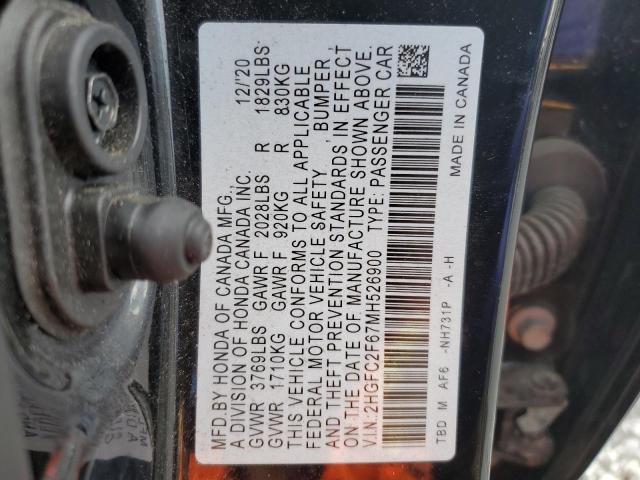 MFD.BY HONDA OF CANADA MFG., 12/'20
A DIVISION OF HONDA CANADA INC.
GVWR 3769LBS GAWR F 2028LBS R 1829LBS
GVWR 1710KG GAWR F 920KG R 830KG
THIS VEHICLE CONFORMS TO ALL APPLICABLE
FEDERAL MOTOR VEHICLE SAFETY, BUMPER,
AND THEFT PREVENTION STANDARDS IN EFFECT
ON THE DATE OF MANUFACTURE SHOWN ABOVE.
V.I.N: 2HGFC2F67MH526900 TYPE: PASSENGER CAR
TBD M AF6 -NH731P -A -H MADE IN CANADA